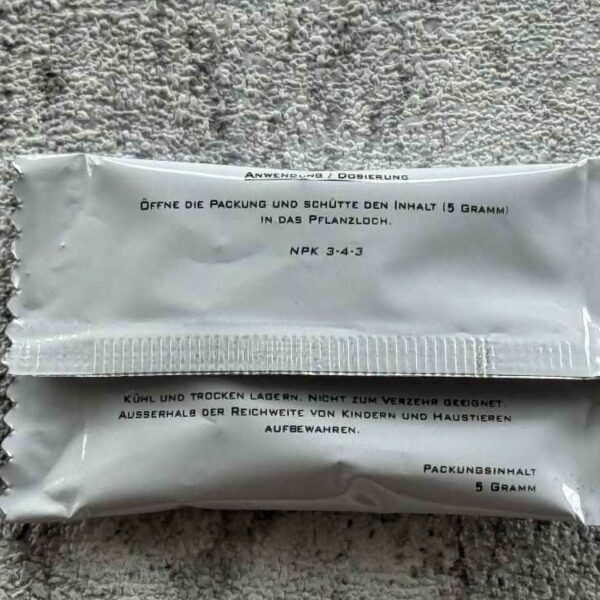 ANWENDUNG / DOSIERUNG
ÖFFNE DIE PACKUNG UND SCHÜTTE DEN INHALT (5 GRAMM)
IN DAS PFLANZLOCH.
NPK 3-4-3
KÜHL UND TROCKEN LAGERN. NICHT ZUM VERZEHR GEEIGNET.
AUSSERHALB DER REICHWEITE VON KINDERN UND HAUSTIEREN
AUFBEWAHREN.
PACKUNGSINHALT
5 GRAMM